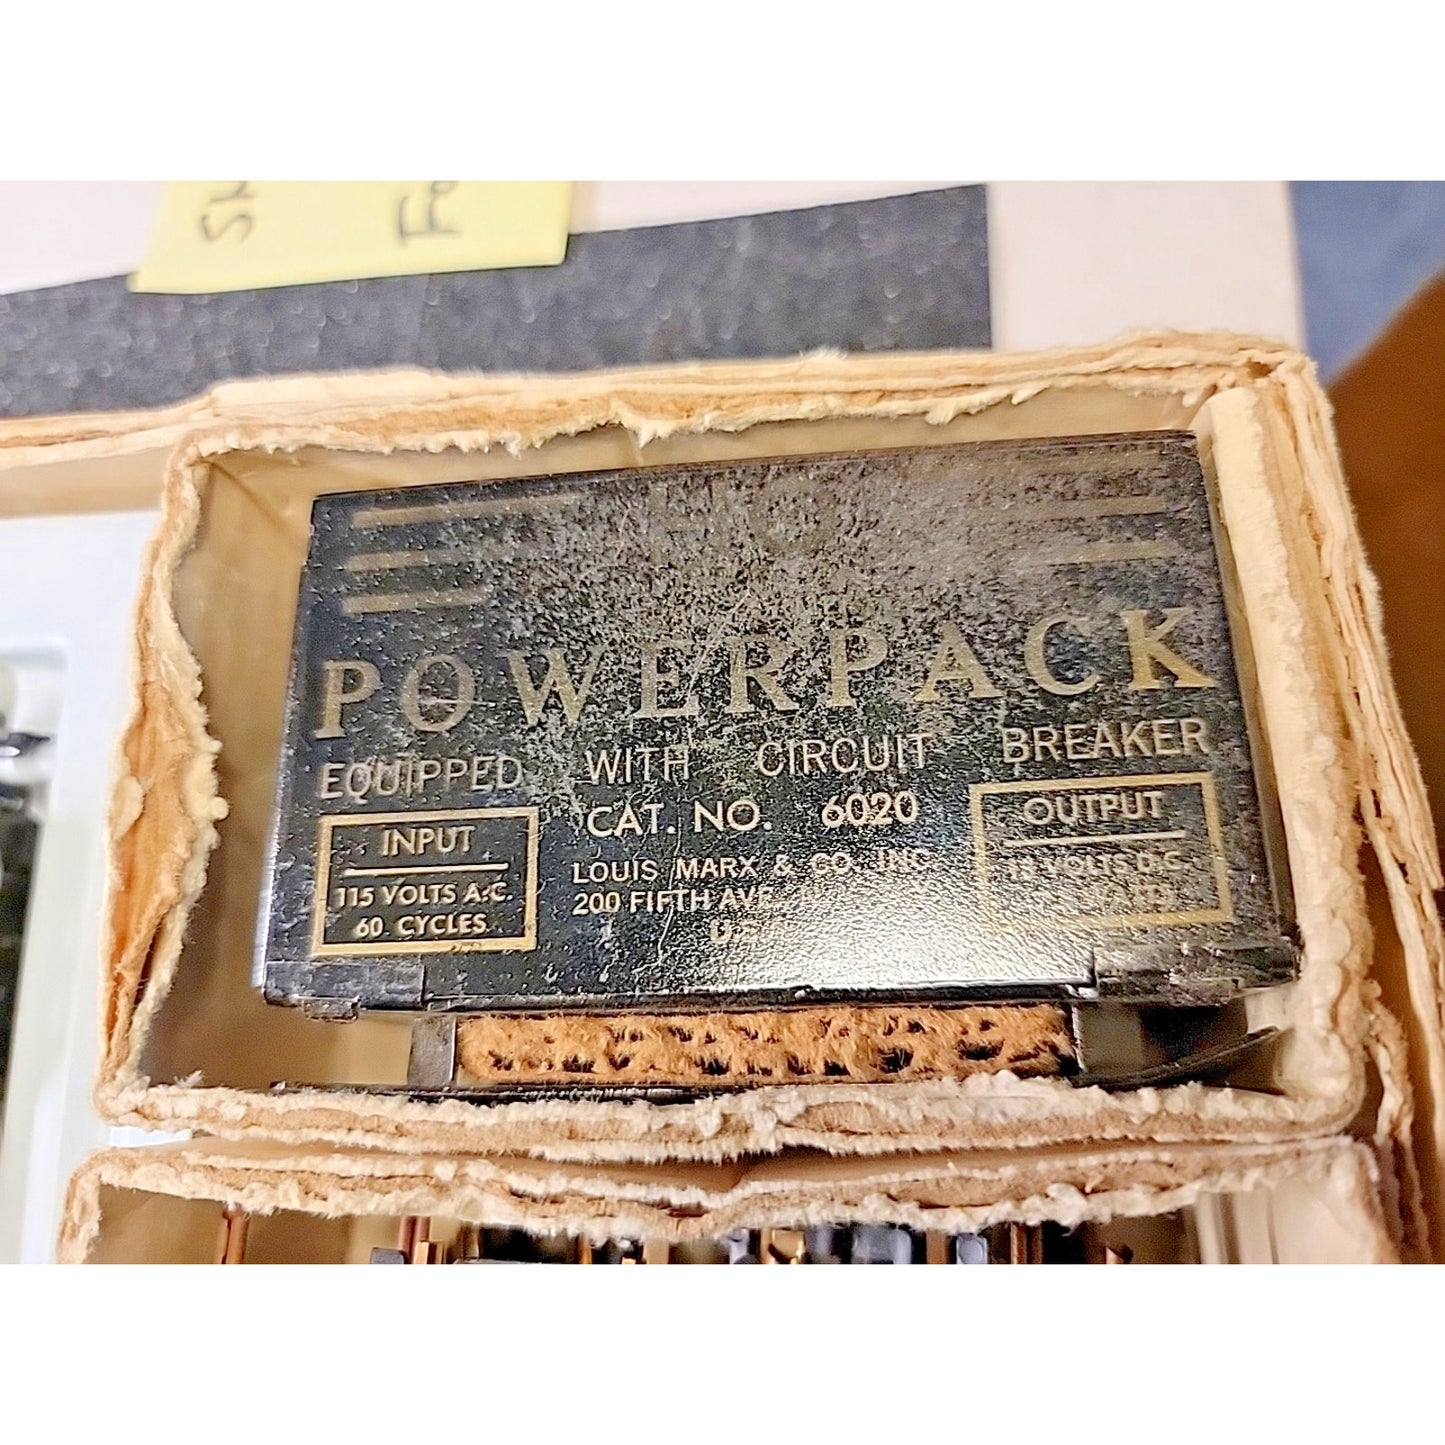 POWERPACK
EQUIPPED WITH CIRCUIT BREAKER
CAT. NO. 6020
INPUT
115 VOLTS A.C.
60 CYCLES
LOUIS MARX & CO. INC.
200 FIFTH AVE.
OUTPUT
VOLTS D.C.